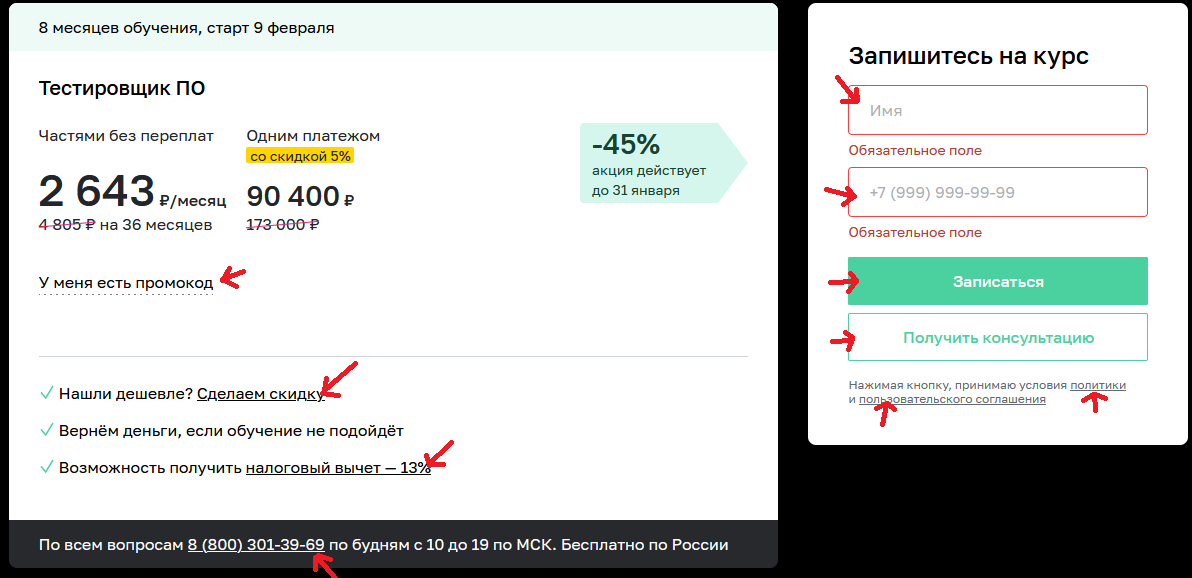 8 месяцев обучения, старт 9 февраля
Тестировщик ПО
Частями без переплат
2 643 ₽/месяц
4 805 ₽ на 36 месяцев
Одним платежом
со скидкой 5%
90 400 ₽
173 000 ₽
-45%
акция действует
до 31 января
У меня есть промокод
Нашли дешевле? Сделаем скидку
Вернём деньги, если обучение не подойдёт
Возможность получить налоговый вычет — 13%
По всем вопросам 8 (800) 301-39-69 по будням с 10 до 19 по МСК. Бесплатно по России
Запишитесь на курс
Имя
Обязательное поле
+7 (999) 999-99-99
Обязательное поле
Записаться
Получить консультацию
Нажимая кнопку, принимаю условия политики
и пользовательского соглашения